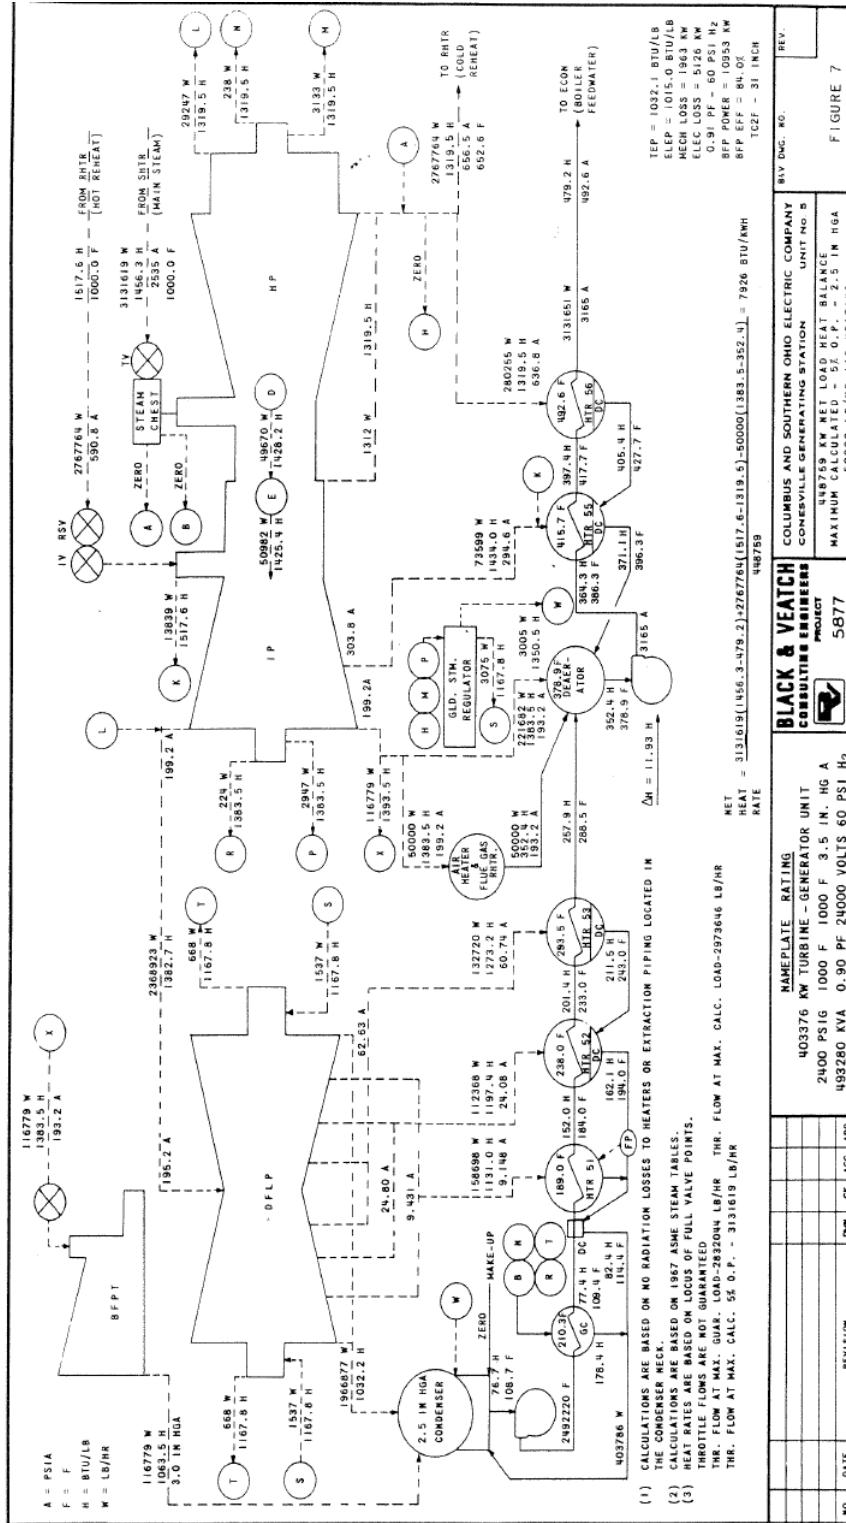 A = PSIA
F = F
H = BTU/LB
W = LB/HR
116779 W
1383.5 H
193.2 A
X
BFPT
116779 W
1063.5 H
3.0 IN HGA
2368923 W
1382.7 H
195.2 A
L
199.2 A
668 W
1167.8 H
T
1537 W
1167.8 H
S
DFLP
668 W
1167.8 H
T
1537 W
1167.8 H
S
1966877 W
1032.2 H
62.63 A
24.80 A
9.431 A
2.5 IN HGA
CONDENSER
W
ZERO
MAKE-UP
76.7 H
108.7 F
2492220 F
403786 W
210.3F
GC
178.4 H
B
N
R
T
77.4 H
109.4 F
DC
82.4 H
114.4 F
158698 W
1131.0 H
9.148 A
189.0 F
HTR 51
FP
152.0 H
184.0 F
112368 W
1197.4 H
24.08 A
238.0 F
HTR 52
DC
162.1 H
194.0 F
201.4 H
233.0 F
132720 W
1273.2 H
60.74 A
293.5 F
HTR 53
DC
211.5 H
243.0 F
257.9 H
288.5 F
224 W
1383.5 H
R
2947 W
1383.5 H
P
116779 W
1393.5 H
X
50000 W
1383.5 H
199.2 A
AIR
HEATER
&
FLUE GAS
RHTR.
50000 W
352.4 H
193.2 A
221682 W
1383.5 H
193.2 A
378.9 F
DEAER-
ATOR
352.4 H
378.9 F
ΔH = 11.93 H
3165 A
H
M
P
GLD. STM.
REGULATOR
3075 W
1167.8 H
S
3005 W
1350.5 H
W
IP
199.2A
303.8 A
13839 W
1517.6 H
K
IV
RSV
2767764 W
590.8 A
1517.6 H
1000.0 F
FROM RHTR
(HOT REHEAT)
STEAM
CHEST
TV
ZERO
A
ZERO
B
3131619 W
1456.3 H
2535 A
1000.0 F
FROM SHTR
(MAIN STEAM)
50982 W
1425.4 H
E
49670 W
1428.2 H
D
HP
1312 W
1319.5 H
29247 W
1319.5 H
L
238 W
1319.5 H
N
3133 W
1319.5 H
M
A
2767764 W
1319.5 H
656.5 A
652.6 F
TO RHTR
(COLD
REHEAT)
ZERO
H
73599 W
1434.0 H
294.6 A
K
415.7 F
HTR 55
DC
364.3 H
386.3 F
371.1 H
396.3 F
280255 W
1319.5 H
636.8 A
492.6 F
HTR 56
DC
397.4 H
417.7 F
405.4 H
427.7 F
3131651 W
3165 A
479.2 H
492.6 A
TO ECON
(BOILER
FEEDWATER)
TEP = 1032.1 BTU/LB
ELEP = 1015.0 BTU/LB
MECH LOSS = 1963 KW
ELEC LOSS = 5126 KW
0.91 PF - 60 PSI H2
BFP POWER = 10953 KW
BFP EFF = 84.0%
TC2F - 31 INCH
NET
HEAT = 3131619(1456.3-479.2)+2767764(1517.6-1319.5)-50000(1383.5-352.4) = 7926 BTU/KWH
RATE
448759
(1) CALCULATIONS ARE BASED ON NO RADIATION LOSSES TO HEATERS OR EXTRACTION PIPING LOCATED IN
THE CONDENSER NECK.
(2) CALCULATIONS ARE BASED ON 1967 ASME STEAM TABLES.
(3) HEAT RATES ARE BASED ON LOCUS OF FULL VALVE POINTS.
THROTTLE FLOWS ARE NOT GUARANTEED
THR. FLOW AT MAX. GUAR. LOAD-2832044 LB/HR THR. FLOW AT MAX. CALC. LOAD-2973646 LB/HR
THR. FLOW AT MAX. CALC. 5% O.P. - 3131619 LB/HR
NO. DATE REVISION
NAMEPLATE RATING
403376 KW TURBINE - GENERATOR UNIT
2400 PSIG 1000 F 1000 F 3.5 IN. HG A
493280 KVA 0.90 PF 24000 VOLTS 60 PSI H2
BLACK & VEATCH
CONSULTING ENGINEERS
PROJECT
5877
COLUMBUS AND SOUTHERN OHIO ELECTRIC COMPANY
CONESVILLE GENERATING STATION UNIT NO 5
448759 KW NET LOAD HEAT BALANCE
MAXIMUM CALCULATED - 5% O.P. - 2.5 IN HGA
B&V DWG. NO.
REV.
FIGURE 7